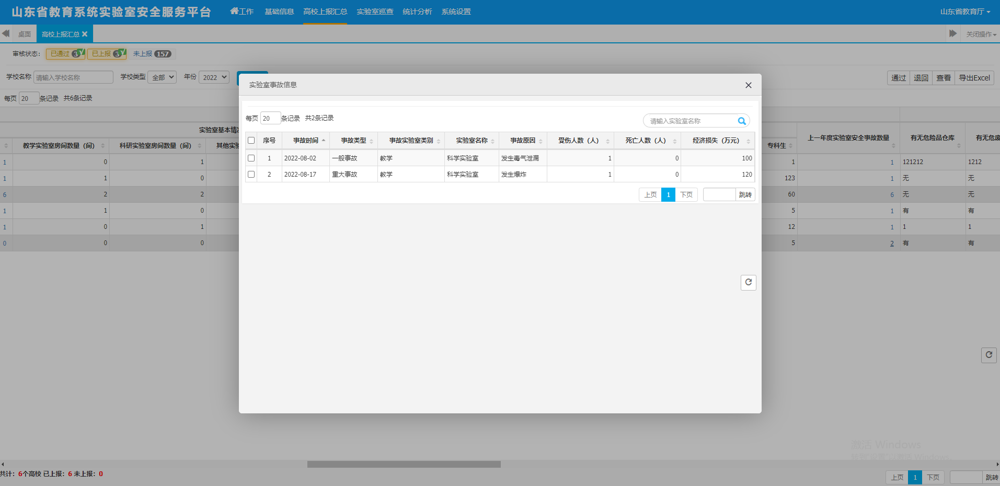 山东省教育系统实验室安全服务平台 工作 基础信息 高校上报汇总 实验室巡查 统计分析 系统设置 山东省教育厅
桌面 高校上报汇总 关闭操作
审核状态： 已通过 3 已上报 3 未上报 157
学校名称 请输入学校名称 学校类型 全部 年份 2022 通过 退回 查看 导出Excel
每页 20 条记录 共6条记录
实验室基本情况
教学实验室房间数量（间） 科研实验室房间数量（间） 其他实验
专科生 上一年度实验室安全事故数量 有无危险品仓库 有无危废
1 0 1 1 1 121212 1212
1 1 0 123 1 无 无
6 2 2 60 6 无 无
1 1 0 5 1 有 有
1 0 1 12 1 1 1
0 0 0 5 2 有 有
实验室事故信息
每页 20 条记录 共2条记录 请输入实验室名称
序号 事故时间 事故类型 事故实验室类别 实验室名称 事故原因 受伤人数（人） 死亡人数（人） 经济损失（万元）
1 2022-08-02 一般事故 教学 科学实验室 发生毒气泄漏 1 0 100
2 2022-08-17 重大事故 教学 科学实验室 发生爆炸 1 0 120
上页 1 下页 跳转
激活 Windows
转到"设置"以激活 Windows。
共计：6个高校 已上报：6 未上报：0
上页 1 下页 跳转